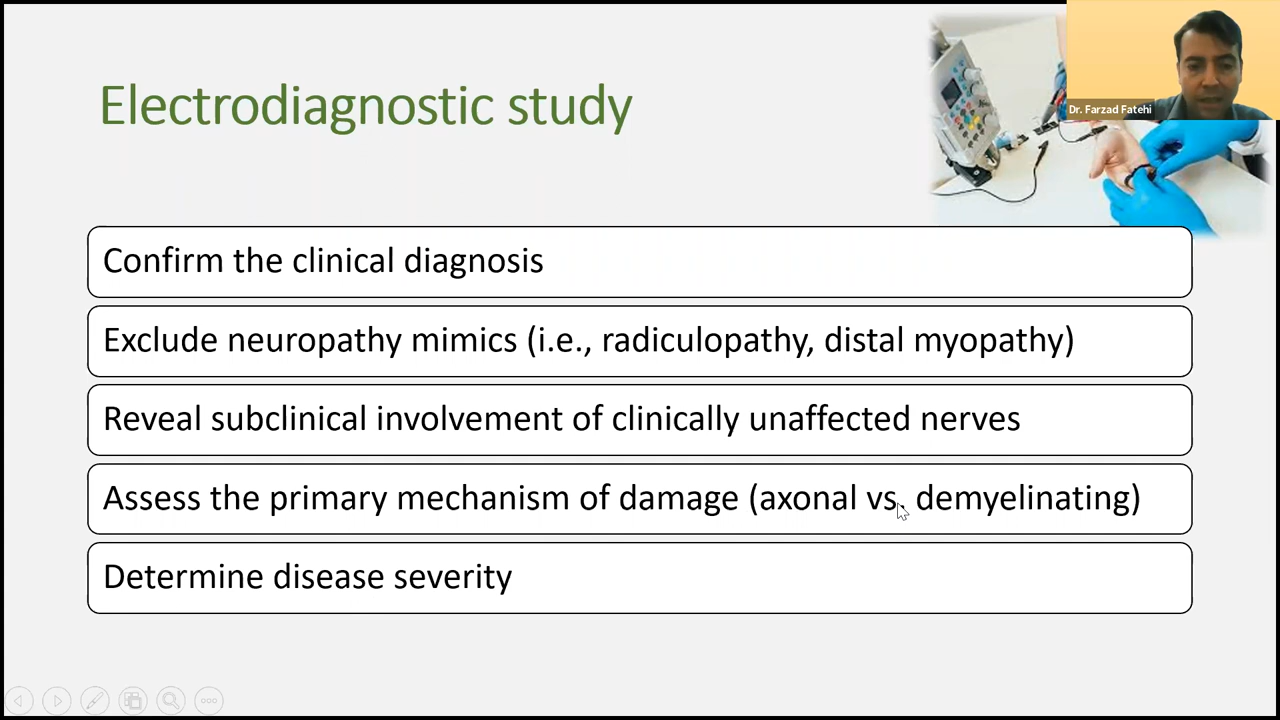 Electrodiagnostic study
Dr. Farzad Fatehi
Confirm the clinical diagnosis
Exclude neuropathy mimics (i.e., radiculopathy, distal myopathy)
Reveal subclinical involvement of clinically unaffected nerves
Assess the primary mechanism of damage (axonal vs. demyelinating)
Determine disease severity